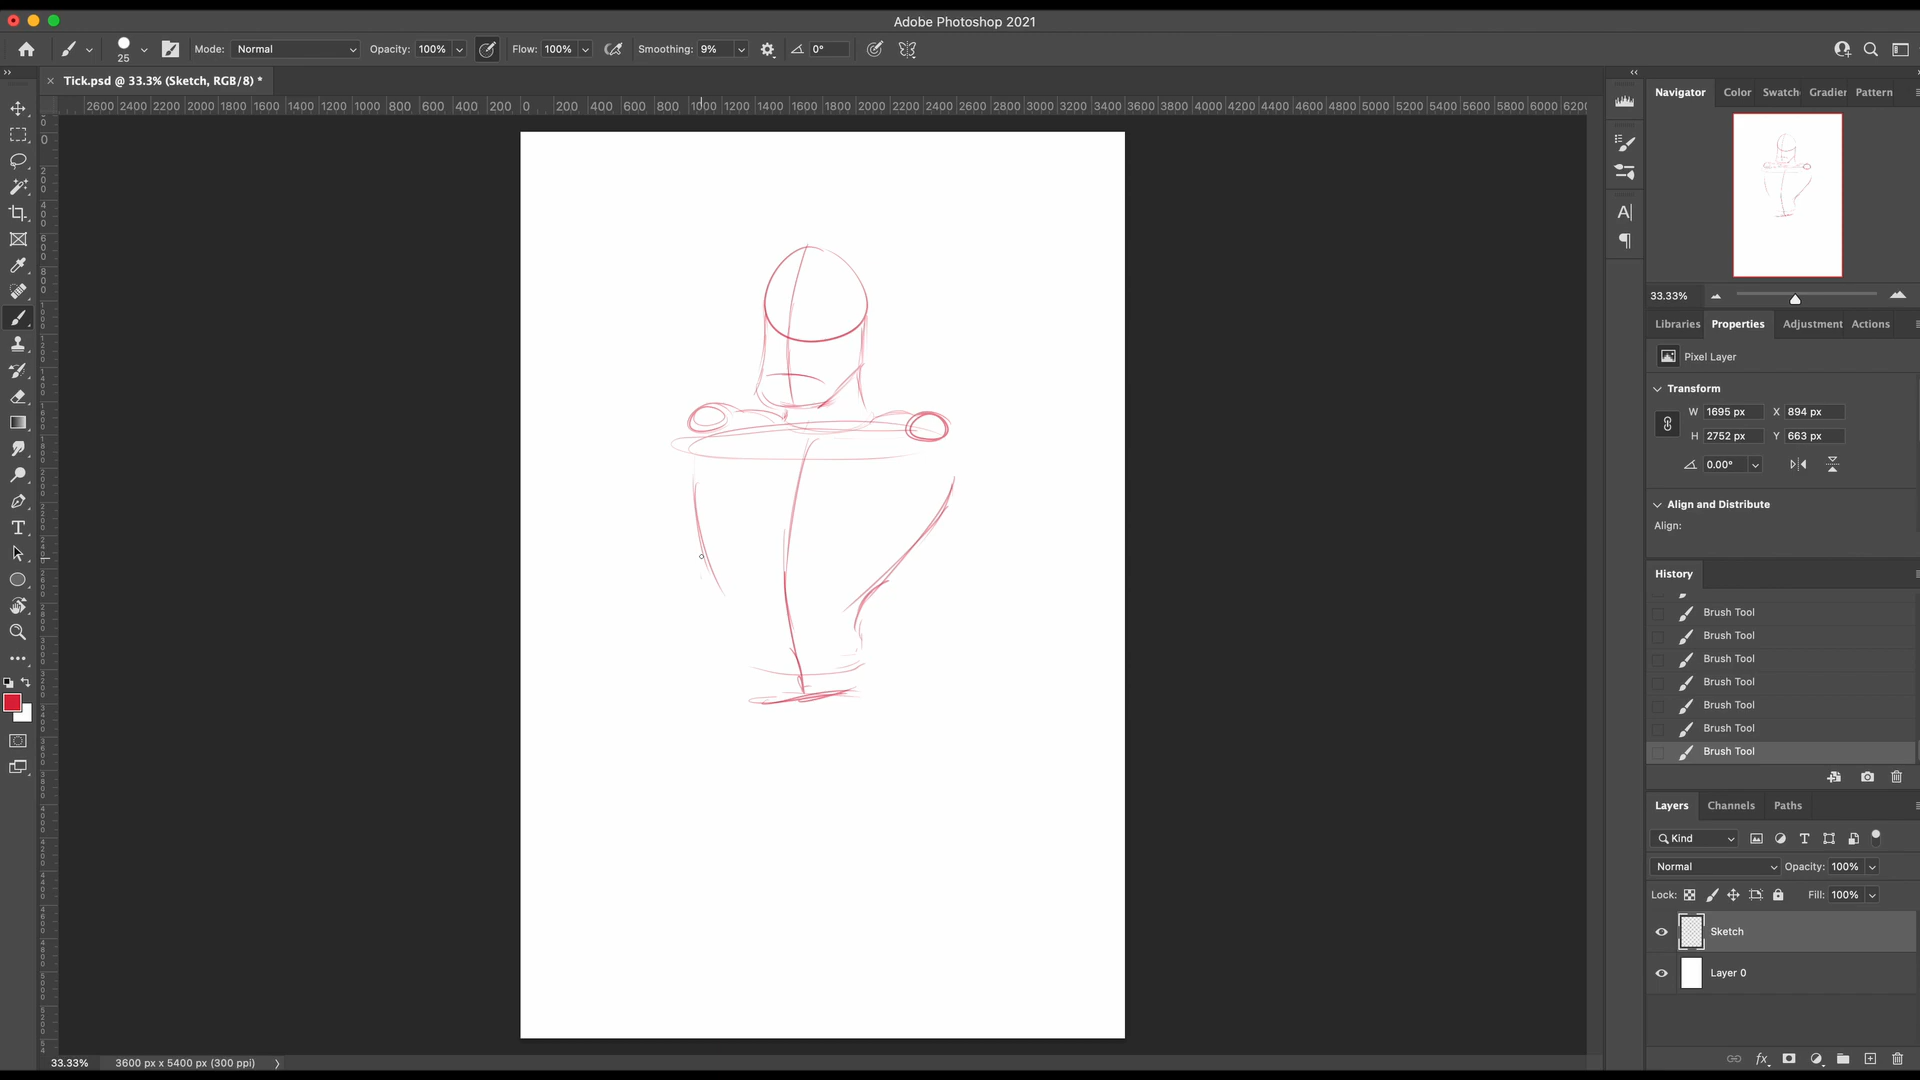 Adobe Photoshop 2021
25 Mode: Normal Opacity: 100% Flow: 100% Smoothing: 9% 0°
Tick.psd @ 33.3% (Sketch, RGB/8) *
2600 2400 2200 2000 1800 1600 1400 1200 1000 800 600 400 200 0 200 400 600 800 1000 1200 1400 1600 1800 2000 2200 2400 2600 2800 3000 3200 3400 3600 3800 4000 4200 4400 4600 4800 5000 5200 5400 5600 5800 6000 6200
Navigator Color Swatch Gradier Pattern
33.33%
Libraries Properties Adjustment Actions
Pixel Layer
Transform
W 1695 px X 894 px
H 2752 px Y 663 px
0.00°
Align and Distribute
Align:
History
Brush Tool
Brush Tool
Brush Tool
Brush Tool
Brush Tool
Brush Tool
Brush Tool
Layers Channels Paths
Kind
Normal Opacity: 100%
Lock: Fill: 100%
Sketch
Layer 0
33.33% 3600 px x 5400 px (300 ppi)